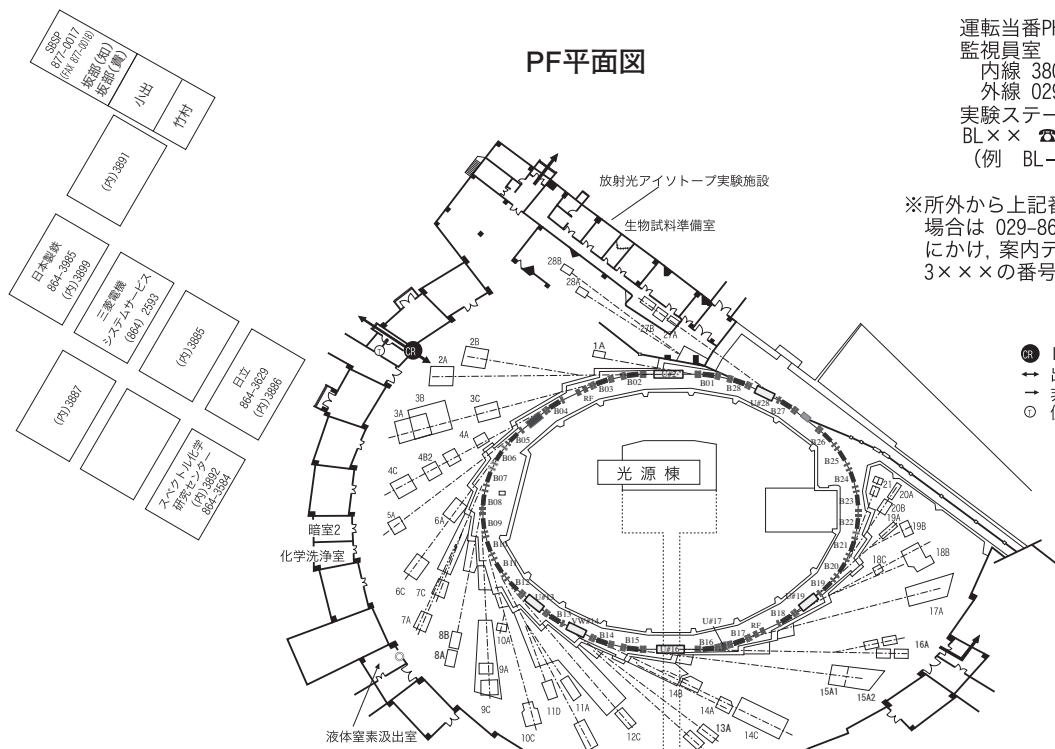 PF平面図
運転当番PH
監視員室
内線 380
外線 029
実験ステー
BL×× ☎
(例 BL-
※所外から上記番
場合は 029-86
にかけ, 案内テ
3×××の番号
CR
↔
→
Ⓣ
SBSP
877-0017
(FAX 877-0018)
坂部(知)
坂部(貴)
小出
竹村
(内)3891
日本製鉄
864-3985
(内)3899
三菱電機
システムサービス
(864) 2593
(内)3885
日立
864-3629
(内)3886
(内)3887
スペクトル化学
研究センター
(内)3892
864-3584
放射光アイソトープ実験施設
生物試料準備室
28B
28A
27B
27A
CR
T
1A
2B
2A
3B
3A
3C
4A
4B2
4C
5A
6A
6C
7C
7A
8B
8A
9A
9C
10A
10C
11D
11A
12C
13A
14B
14A
14C
15A1
15A2
16A
17A
18B
18C
19B
19A
20B
20A
21
B01
B28
U#28
B27
B26
B25
B24
B23
B22
B21
B20
B19
U#19
B18
RF
B17
U#17
B16
U#16
B15
B14
VW#14
B13
U#13
B12
B11
B09
B08
B07
B06
B05
B04
RF
B03
B02
光源棟
暗室2
化学洗浄室
液体窒素汲出室